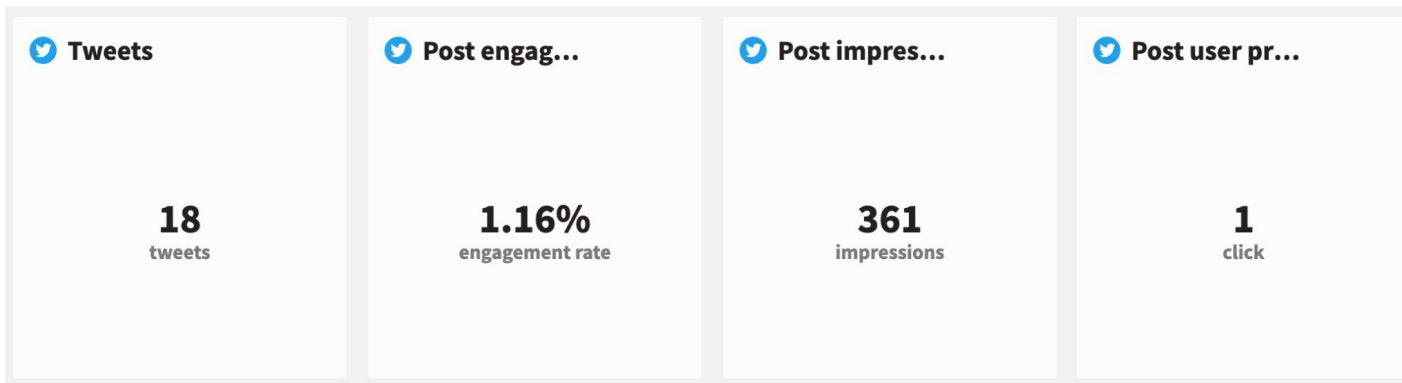 Tweets
18
tweets
Post engag...
1.16%
engagement rate
Post impres...
361
impressions
Post user pr...
1
click